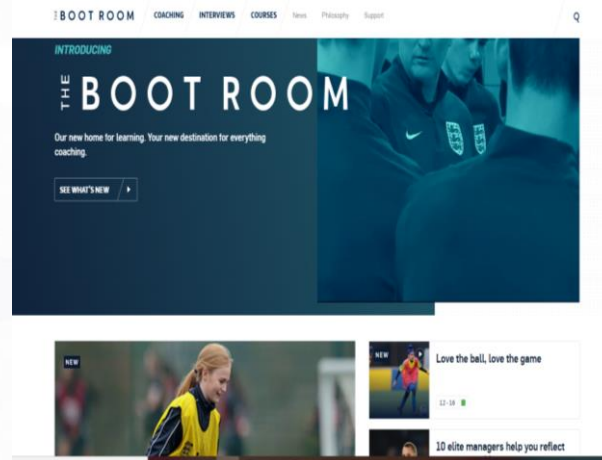 THE BOOT ROOM COACHING INTERVIEWS COURSES News Philosophy Support
INTRODUCING
THE BOOT ROOM
Our new home for learning. Your new destination for everything
coaching.
SEE WHAT'S NEW
NEW
NEW
Love the ball, love the game
12-16
10 elite managers help you reflect